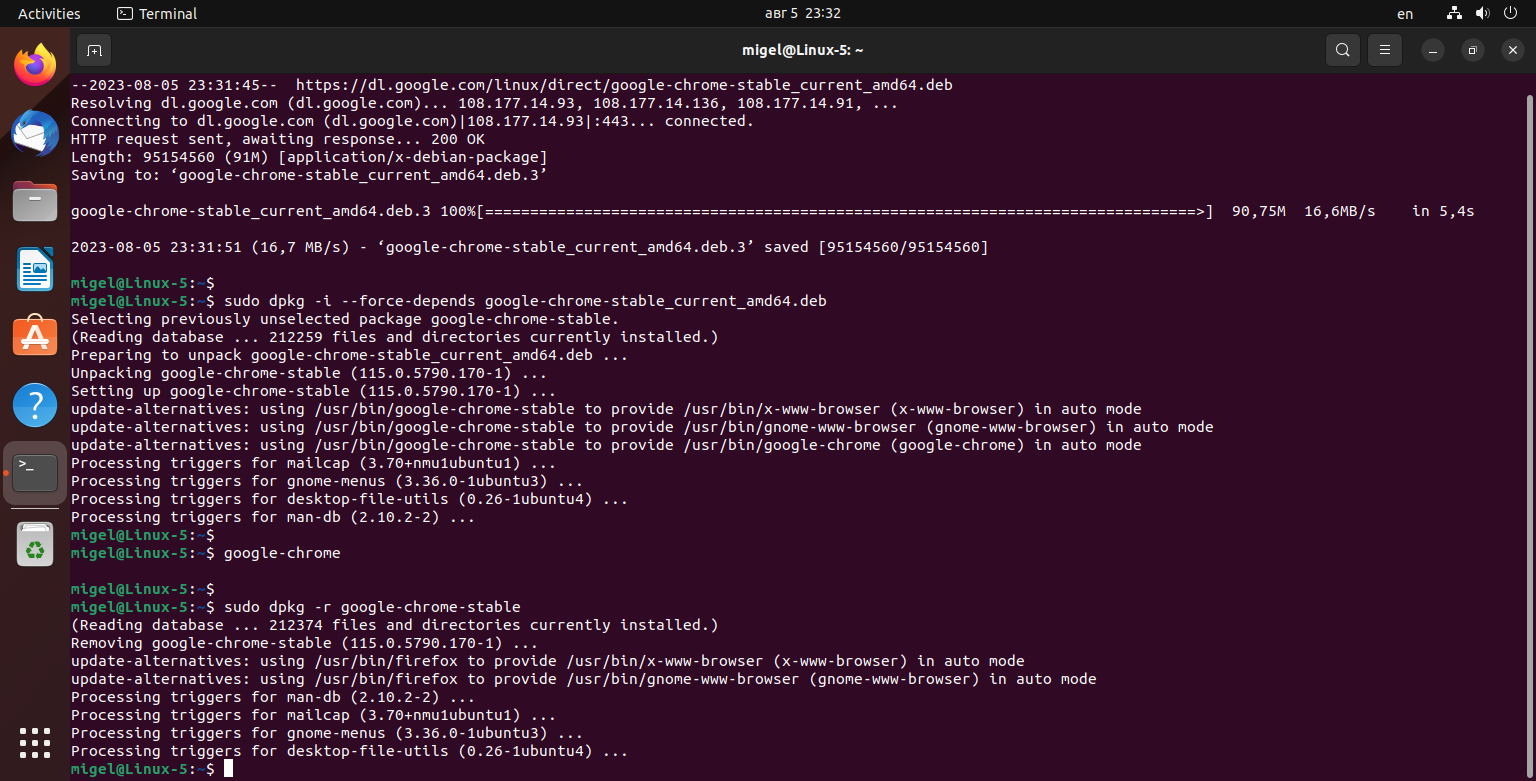 Activities Terminal авг 5 23:32 en
migel@Linux-5: ~
--2023-08-05 23:31:45--  https://dl.google.com/linux/direct/google-chrome-stable_current_amd64.deb
Resolving dl.google.com (dl.google.com)... 108.177.14.93, 108.177.14.136, 108.177.14.91, ...
Connecting to dl.google.com (dl.google.com)|108.177.14.93|:443... connected.
HTTP request sent, awaiting response... 200 OK
Length: 95154560 (91M) [application/x-debian-package]
Saving to: ‘google-chrome-stable_current_amd64.deb.3’
google-chrome-stable_current_amd64.deb.3 100%[===============================================================================>]  90,75M  16,6MB/s    in 5,4s
2023-08-05 23:31:51 (16,7 MB/s) - ‘google-chrome-stable_current_amd64.deb.3’ saved [95154560/95154560]
migel@Linux-5:~$
migel@Linux-5:~$ sudo dpkg -i --force-depends google-chrome-stable_current_amd64.deb
Selecting previously unselected package google-chrome-stable.
(Reading database ... 212259 files and directories currently installed.)
Preparing to unpack google-chrome-stable_current_amd64.deb ...
Unpacking google-chrome-stable (115.0.5790.170-1) ...
Setting up google-chrome-stable (115.0.5790.170-1) ...
update-alternatives: using /usr/bin/google-chrome-stable to provide /usr/bin/x-www-browser (x-www-browser) in auto mode
update-alternatives: using /usr/bin/google-chrome-stable to provide /usr/bin/gnome-www-browser (gnome-www-browser) in auto mode
update-alternatives: using /usr/bin/google-chrome-stable to provide /usr/bin/google-chrome (google-chrome) in auto mode
Processing triggers for mailcap (3.70+nmu1ubuntu1) ...
Processing triggers for gnome-menus (3.36.0-1ubuntu3) ...
Processing triggers for desktop-file-utils (0.26-1ubuntu4) ...
Processing triggers for man-db (2.10.2-2) ...
migel@Linux-5:~$
migel@Linux-5:~$ google-chrome
migel@Linux-5:~$
migel@Linux-5:~$ sudo dpkg -r google-chrome-stable
(Reading database ... 212374 files and directories currently installed.)
Removing google-chrome-stable (115.0.5790.170-1) ...
update-alternatives: using /usr/bin/firefox to provide /usr/bin/x-www-browser (x-www-browser) in auto mode
update-alternatives: using /usr/bin/firefox to provide /usr/bin/gnome-www-browser (gnome-www-browser) in auto mode
Processing triggers for man-db (2.10.2-2) ...
Processing triggers for mailcap (3.70+nmu1ubuntu1) ...
Processing triggers for gnome-menus (3.36.0-1ubuntu3) ...
Processing triggers for desktop-file-utils (0.26-1ubuntu4) ...
migel@Linux-5:~$